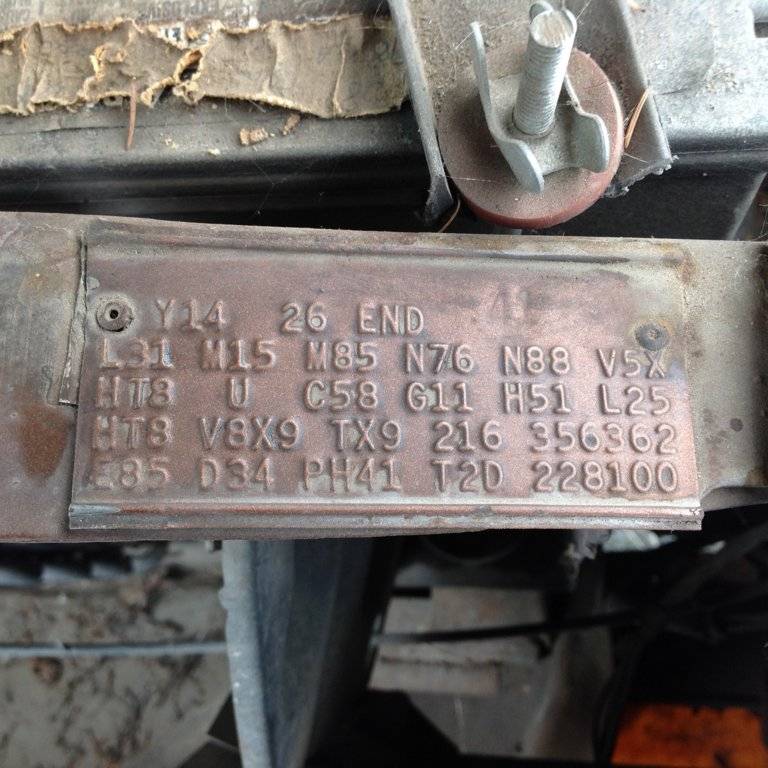 Y14 26 END
L31 M15 M85 N76 N88 V5X
HT8 U C58 G11 H51 L25
HT8 V8X9 TX9 216 356362
E85 D34 PH41 T2D 228100